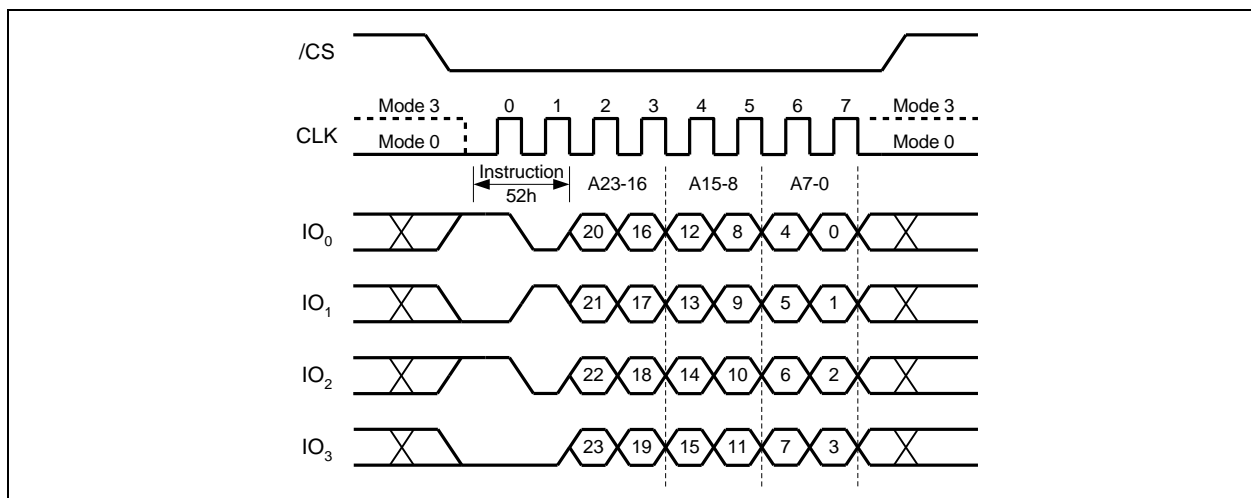 /CS
Mode 3 0 1 2 3 4 5 6 7 Mode 3
CLK
Mode 0 Mode 0
Instruction A23-16 A15-8 A7-0
52h
IO0 20 16 12 8 4 0
IO1 21 17 13 9 5 1
IO2 22 18 14 10 6 2
IO3 23 19 15 11 7 3